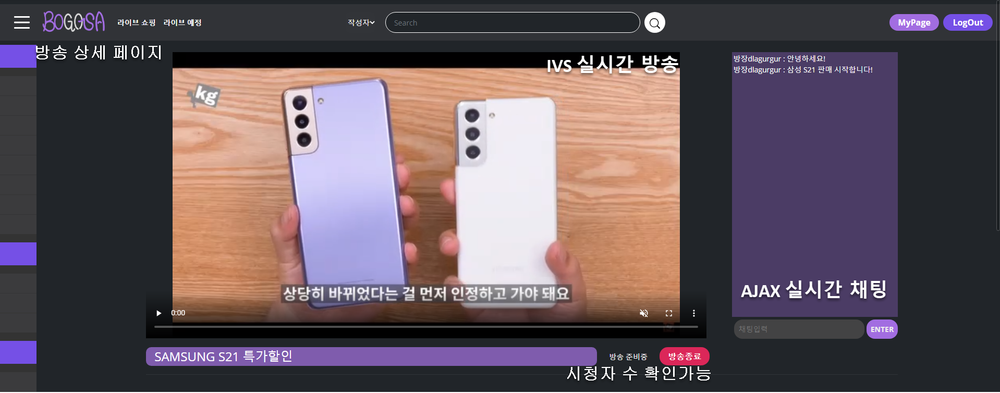 BOGOSA
라이브 쇼핑 라이브 예정
작성자
Search
MyPage
LogOut
방송 상세 페이지
IVS 실시간 방송
kg
상당히 바뀌었다는 걸 먼저 인정하고 가야 돼요
0:00
방장dlagurgur : 안녕하세요!
방장dlagurgur : 삼성 S21 판매 시작합니다!
AJAX 실시간 채팅
채팅입력
ENTER
SAMSUNG S21 특가할인
방송 준비중
방송종료
시청자 수 확인가능